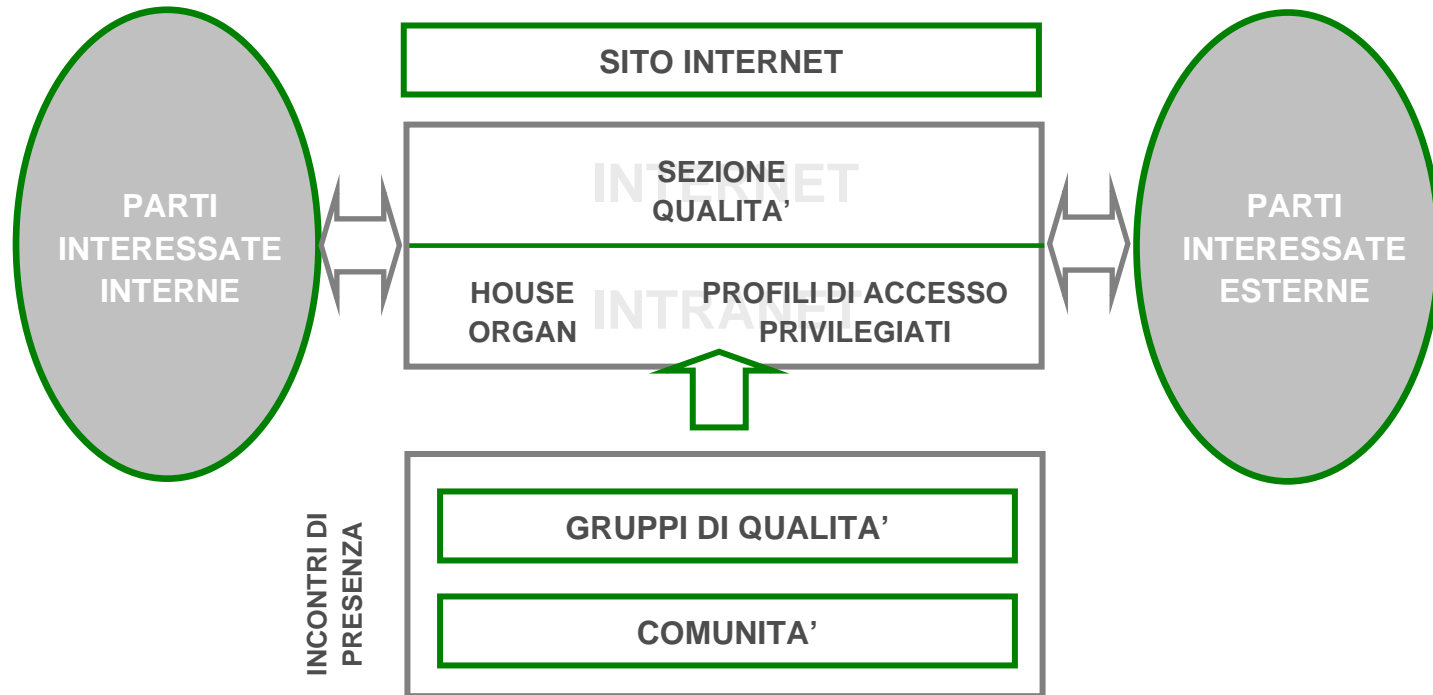 SITO INTERNET
INTERNET
SEZIONE
QUALITA’
PARTI
INTERESSATE
INTERNE
PARTI
INTERESSATE
ESTERNE
INTRANET
HOUSE
ORGAN
PROFILI DI ACCESSO
PRIVILEGIATI
INCONTRI DI
PRESENZA
GRUPPI DI QUALITA’
COMUNITA’